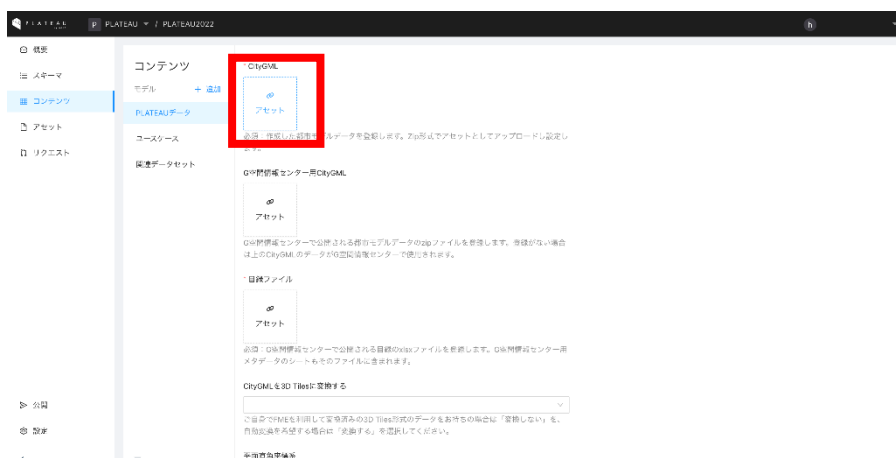 PLATEAU
P PLATEAU / PLATEAU2022
h
概要
スキーマ
コンテンツ
アセット
リクエスト
公開
設定
コンテンツ
モデル + 追加
PLATEAUデータ
ユースケース
関連データセット
* CityGML
アセット
必須：作成した都市モデルデータを登録します。Zip形式でアセットとしてアップロードし設定し
ます。
G空間情報センター用CityGML
アセット
G空間情報センターで公開される都市モデルデータのzipファイルを登録します。登録がない場合
は上のCityGMLのデータがG空間情報センターで使用されます。
* 目録ファイル
アセット
必須：G空間情報センターで公開される目録のxlsxファイルを登録します。G空間情報センター用
メタデータのシートもそのファイルに含まれます。
CityGMLを3D Tilesに変換する
ご自身でFMEを利用して変換済みの3D Tiles形式のデータをお持ちの場合は「変換しない」を、
自動変換を希望する場合は「変換する」を選択してください。
平面直角座標系